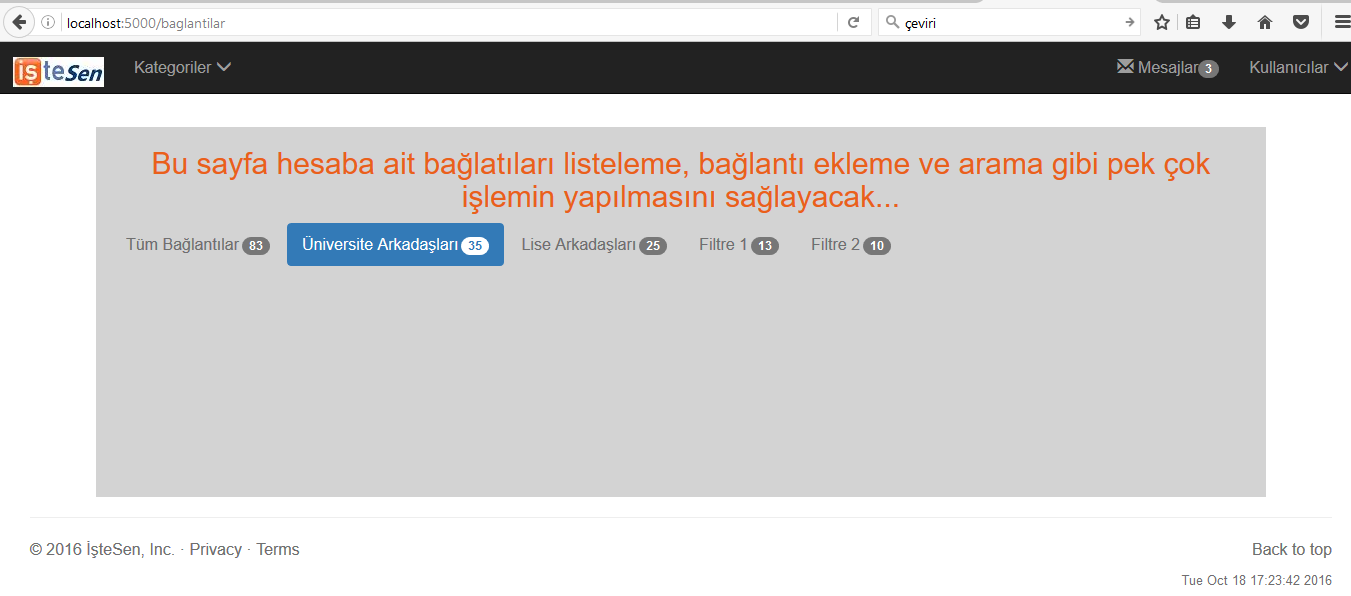 localhost:5000/baglantilar
çeviri
işteSen Kategoriler Mesajlar 3 Kullanıcılar
Bu sayfa hesaba ait bağlatıları listeleme, bağlantı ekleme ve arama gibi pek çok
işlemin yapılmasını sağlayacak...
Tüm Bağlantılar 83 Üniversite Arkadaşları 35 Lise Arkadaşları 25 Filtre 1 13 Filtre 2 10
© 2016 İşteSen, Inc. · Privacy · Terms
Back to top
Tue Oct 18 17:23:42 2016